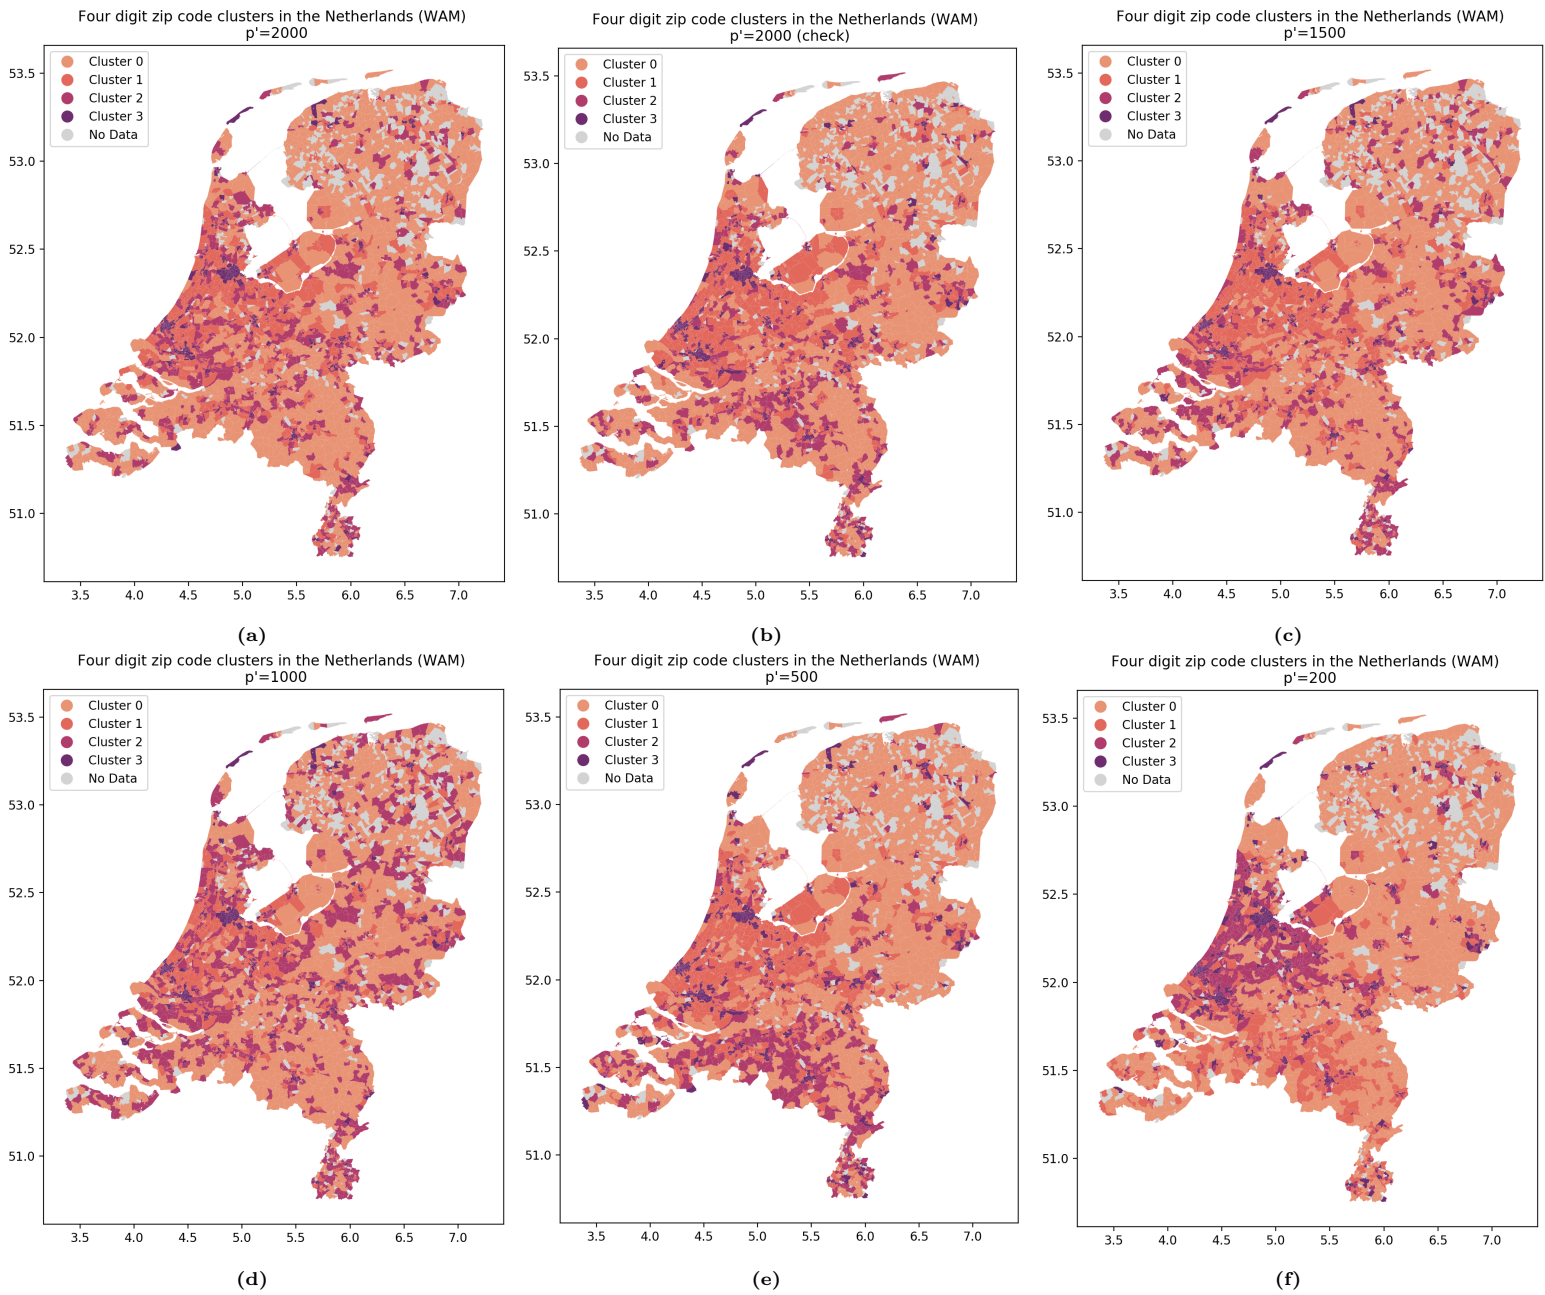 Four digit zip code clusters in the Netherlands (WAM)
p'=2000
Cluster 0
Cluster 1
Cluster 2
Cluster 3
No Data
53.5
53.0
52.5
52.0
51.5
51.0
3.5 4.0 4.5 5.0 5.5 6.0 6.5 7.0
(a)
Four digit zip code clusters in the Netherlands (WAM)
p'=2000 (check)
Cluster 0
Cluster 1
Cluster 2
Cluster 3
No Data
53.5
53.0
52.5
52.0
51.5
51.0
3.5 4.0 4.5 5.0 5.5 6.0 6.5 7.0
(b)
Four digit zip code clusters in the Netherlands (WAM)
p'=1500
Cluster 0
Cluster 1
Cluster 2
Cluster 3
No Data
53.5
53.0
52.5
52.0
51.5
51.0
3.5 4.0 4.5 5.0 5.5 6.0 6.5 7.0
(c)
Four digit zip code clusters in the Netherlands (WAM)
p'=1000
Cluster 0
Cluster 1
Cluster 2
Cluster 3
No Data
53.5
53.0
52.5
52.0
51.5
51.0
3.5 4.0 4.5 5.0 5.5 6.0 6.5 7.0
(d)
Four digit zip code clusters in the Netherlands (WAM)
p'=500
Cluster 0
Cluster 1
Cluster 2
Cluster 3
No Data
53.5
53.0
52.5
52.0
51.5
51.0
3.5 4.0 4.5 5.0 5.5 6.0 6.5 7.0
(e)
Four digit zip code clusters in the Netherlands (WAM)
p'=200
Cluster 0
Cluster 1
Cluster 2
Cluster 3
No Data
53.5
53.0
52.5
52.0
51.5
51.0
3.5 4.0 4.5 5.0 5.5 6.0 6.5 7.0
(f)